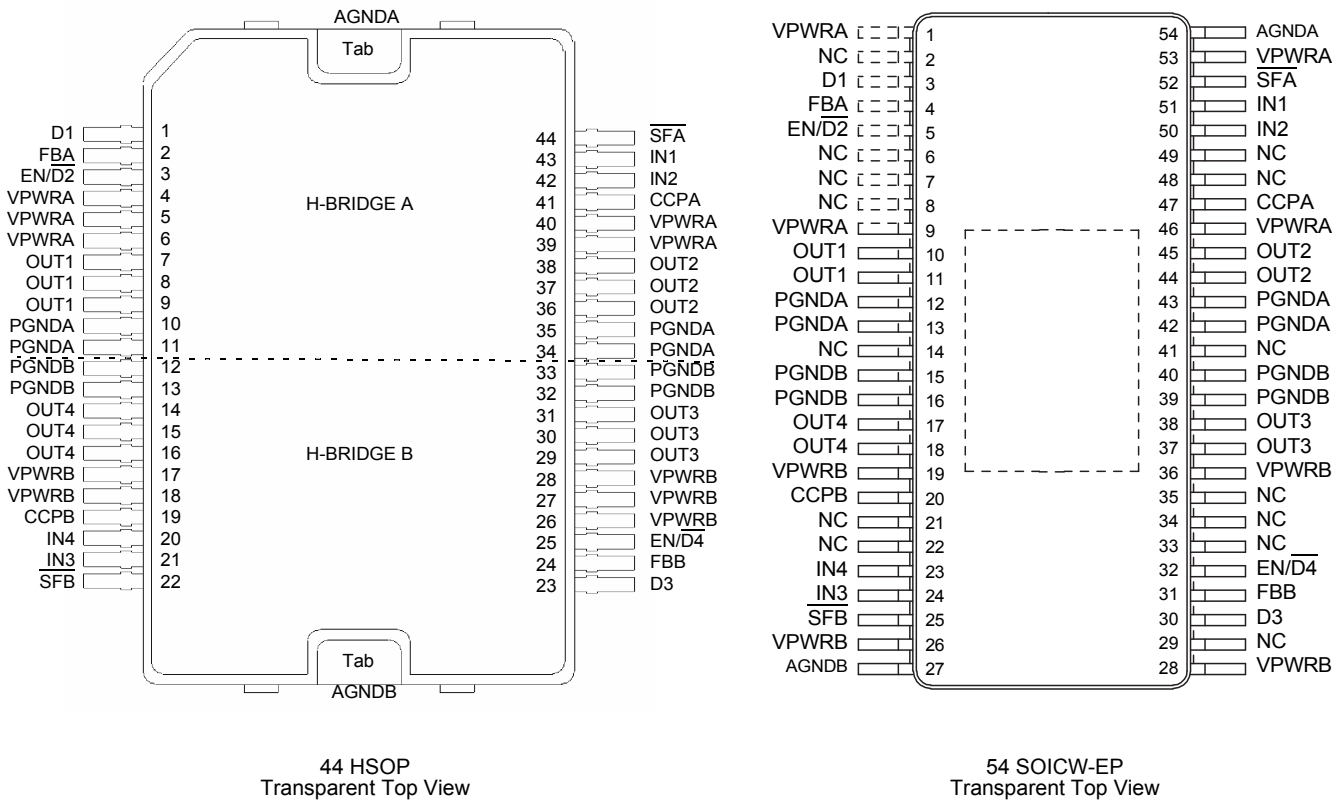 AGNDA
Tab
D1 1
FBA 2
EN/D̅2̅ 3
VPWRA 4
VPWRA 5
VPWRA 6
OUT1 7
OUT1 8
OUT1 9
PGNDA 10
PGNDA 11
PGNDB 12
PGNDB 13
OUT4 14
OUT4 15
OUT4 16
VPWRB 17
VPWRB 18
CCPB 19
IN4 20
IN3 21
S̅F̅B̅ 22
H-BRIDGE A
H-BRIDGE B
44 S̅F̅A̅
43 IN1
42 IN2
41 CCPA
40 VPWRA
39 VPWRA
38 OUT2
37 OUT2
36 OUT2
35 PGNDA
34 PGNDA
33 PGNDB
32 PGNDB
31 OUT3
30 OUT3
29 OUT3
28 VPWRB
27 VPWRB
26 VPWRB
25 EN/D̅4̅
24 FBB
23 D3
Tab
AGNDB
44 HSOP
Transparent Top View
VPWRA 1
NC 2
D1 3
FBA 4
EN/D̅2̅ 5
NC 6
NC 7
NC 8
VPWRA 9
OUT1 10
OUT1 11
PGNDA 12
PGNDA 13
NC 14
PGNDB 15
PGNDB 16
OUT4 17
OUT4 18
VPWRB 19
CCPB 20
NC 21
NC 22
IN4 23
IN3 24
S̅F̅B̅ 25
VPWRB 26
AGNDB 27
54 AGNDA
53 VPWRA
52 S̅F̅A̅
51 IN1
50 IN2
49 NC
48 NC
47 CCPA
46 VPWRA
45 OUT2
44 OUT2
43 PGNDA
42 PGNDA
41 NC
40 PGNDB
39 PGNDB
38 OUT3
37 OUT3
36 VPWRB
35 NC
34 NC
33 NC
32 EN/D̅4̅
31 FBB
30 D3
29 NC
28 VPWRB
54 SOICW-EP
Transparent Top View